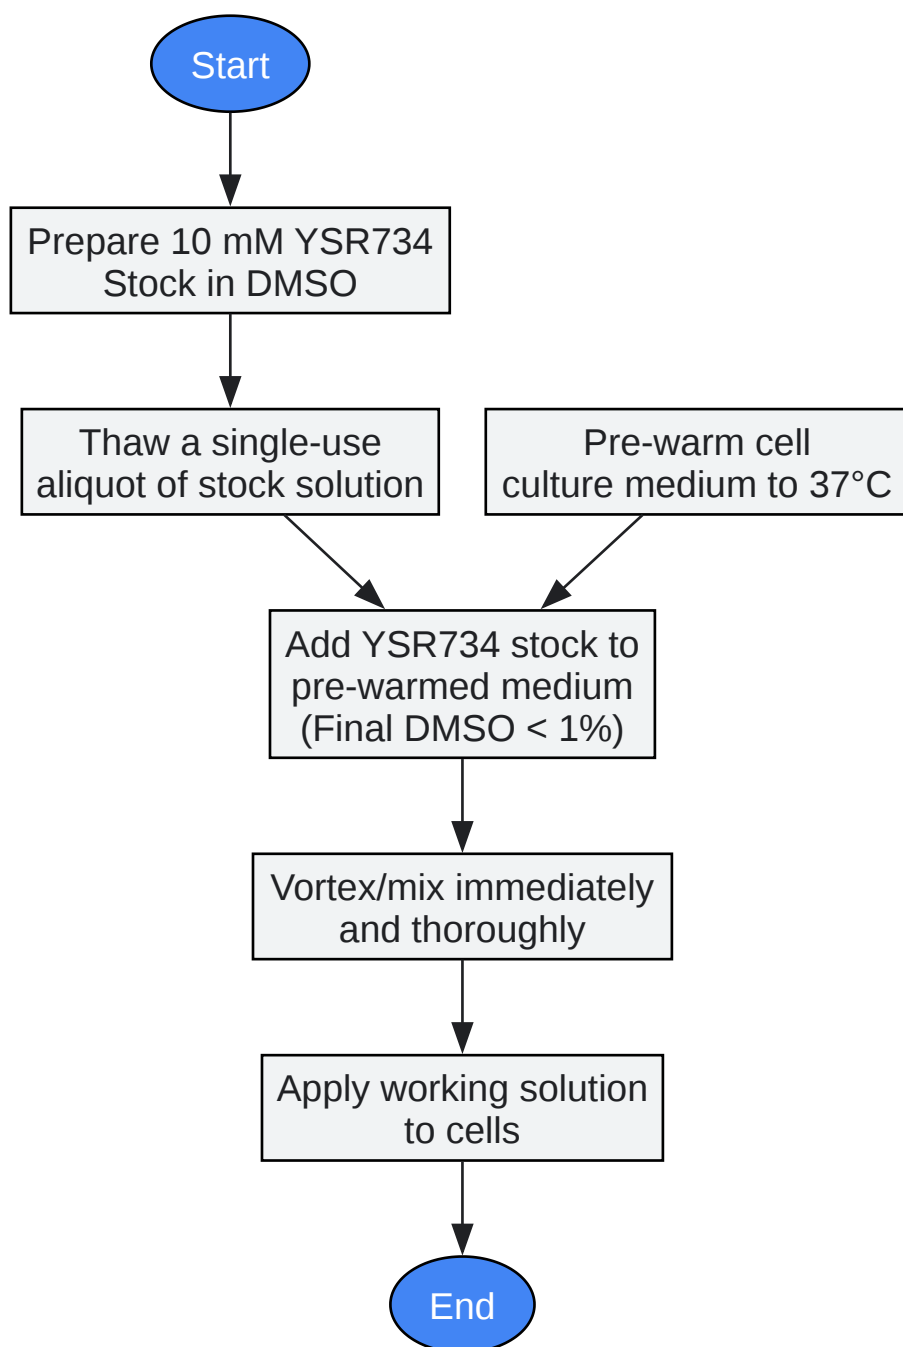 Start
Prepare 10 mM YSR734
Stock in DMSO
Thaw a single-use
aliquot of stock solution
Pre-warm cell
culture medium to 37°C
Add YSR734 stock to
pre-warmed medium
(Final DMSO < 1%)
Vortex/mix immediately
and thoroughly
Apply working solution
to cells
End